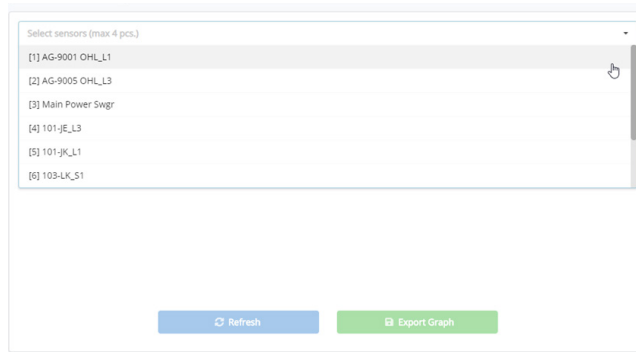 Select sensors (max 4 pcs.)
[1] AG-9001 OHL_L1
[2] AG-9005 OHL_L3
[3] Main Power Swgr
[4] 101-JE_L3
[5] 101-JK_L1
[6] 103-LK_S1
Refresh
Export Graph